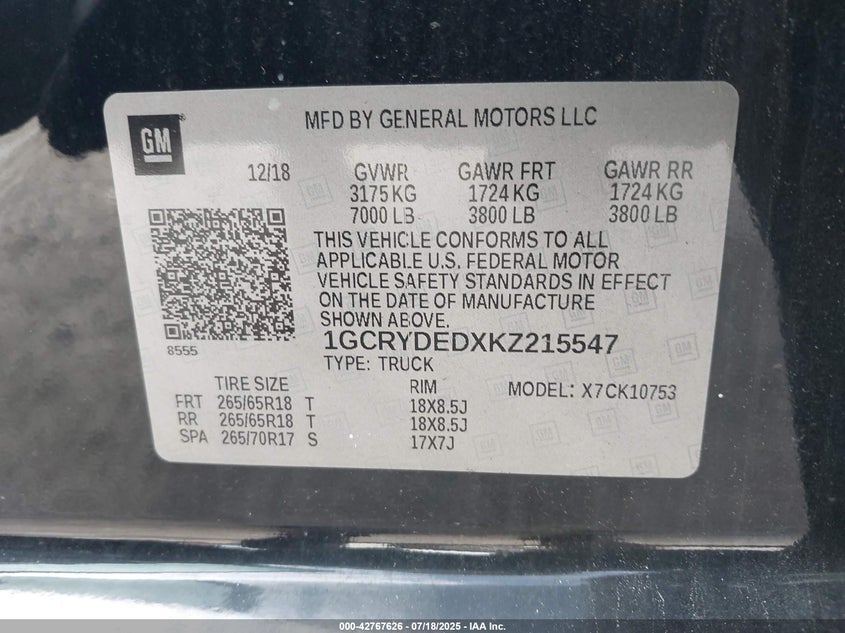 GM
MFD BY GENERAL MOTORS LLC
12/18 GVWR GAWR FRT GAWR RR
3175 KG 1724 KG 1724 KG
7000 LB 3800 LB 3800 LB
THIS VEHICLE CONFORMS TO ALL
APPLICABLE U.S. FEDERAL MOTOR
VEHICLE SAFETY STANDARDS IN EFFECT
ON THE DATE OF MANUFACTURE
SHOWN ABOVE.
8555
1GCRYDEDXKZ215547
TYPE: TRUCK
TIRE SIZE RIM MODEL: X7CK10753
FRT 265/65R18 T 18X8.5J
RR 265/65R18 T 18X8.5J
SPA 265/70R17 S 17X7J
000-42767626 - 07/18/2025 - IAA Inc.